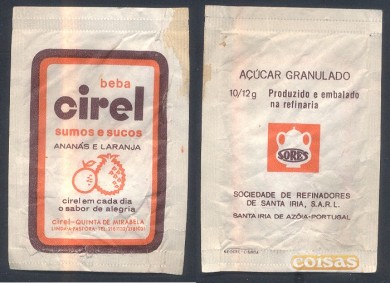 beba
cirel
sumos e sucos
ANANÁS E LARANJA
cirel em cada dia
o sabor de alegria
cirel-QUINTA DE MIRABELA
AÇÚCAR GRANULADO
10/12g Produzido e embalado
na refinaria
SORES
SOCIEDADE DE REFINADORES
DE SANTA IRIA, S.A.R.L.
SANTA IRIA DE AZÓIA-PORTUGAL
coisas